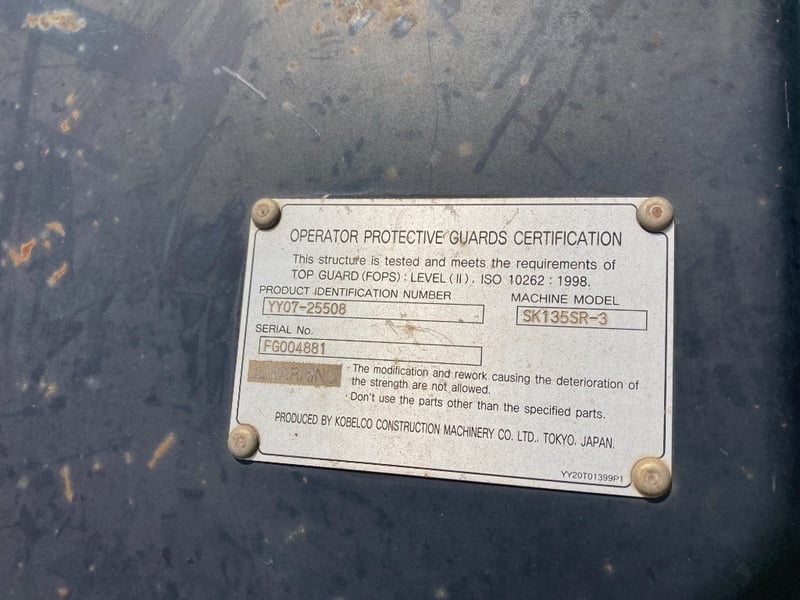 OPERATOR PROTECTIVE GUARDS CERTIFICATION
This structure is tested and meets the requirements of
TOP GUARD (FOPS) : LEVEL (II), ISO 10262 : 1998.
PRODUCT IDENTIFICATION NUMBER
MACHINE MODEL
YY07-25508
SK135SR-3
SERIAL No.
FG004881
WARNING
· The modification and rework causing the deterioration of
the strength are not allowed.
· Don't use the parts other than the specified parts.
PRODUCED BY KOBELCO CONSTRUCTION MACHINERY CO. LTD., TOKYO, JAPAN.
YY20T01399P1